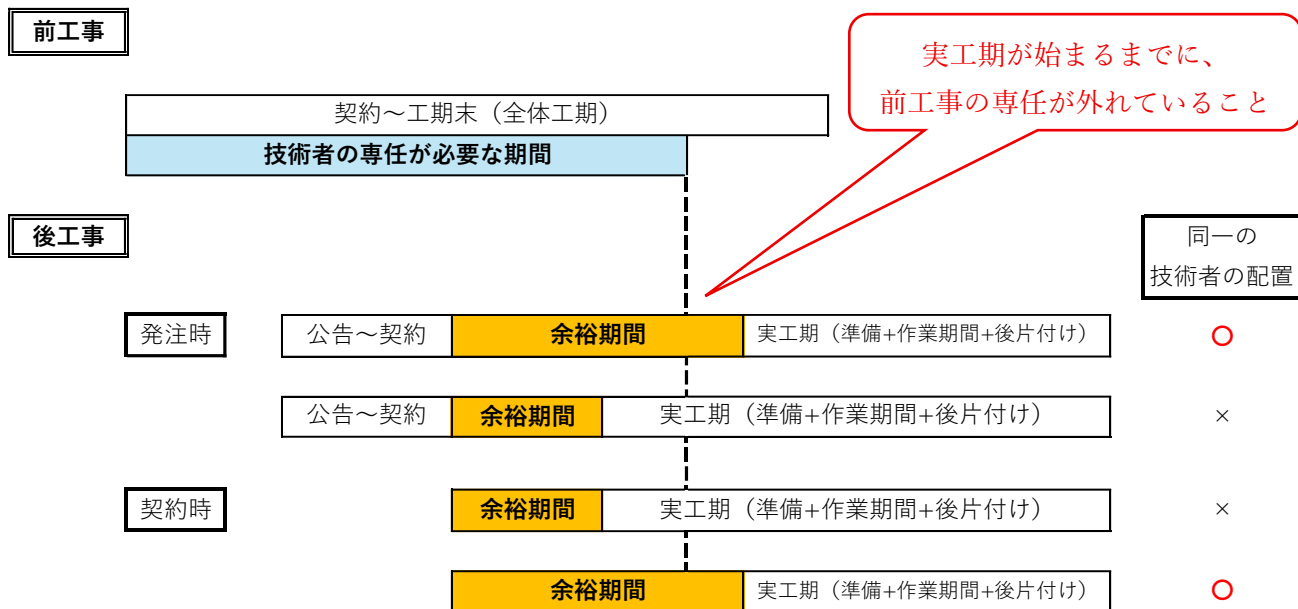 前工事
実工期が始まるまでに、
前工事の専任が外れていること
契約～工期末（全体工期）
技術者の専任が必要な期間
後工事
同一の
技術者の配置
発注時
公告～契約
余裕期間
実工期（準備+作業期間+後片付け）
〇
公告～契約
余裕期間
実工期（準備+作業期間+後片付け）
×
契約時
余裕期間
実工期（準備+作業期間+後片付け）
×
余裕期間
実工期（準備+作業期間+後片付け）
〇